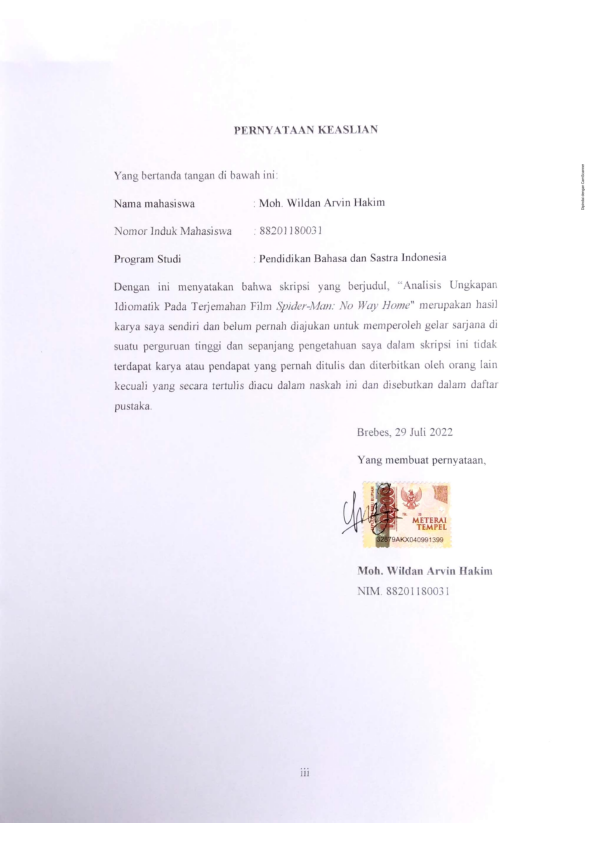 PERNYATAAN KEASLIAN
Yang bertanda tangan di bawah ini:
Nama mahasiswa : Moh. Wildan Arvin Hakim
Nomor Induk Mahasiswa : 88201180031
Program Studi : Pendidikan Bahasa dan Sastra Indonesia
Dengan ini menyatakan bahwa skripsi yang berjudul, “Analisis Ungkapan
Idiomatik Pada Terjemahan Film Spider-Man: No Way Home" merupakan hasil
karya saya sendiri dan belum pernah diajukan untuk memperoleh gelar sarjana di
suatu perguruan tinggi dan sepanjang pengetahuan saya dalam skripsi ini tidak
terdapat karya atau pendapat yang pernah ditulis dan diterbitkan oleh orang lain
kecuali yang secara tertulis diacu dalam naskah ini dan disebutkan dalam daftar
pustaka.
Brebes, 29 Juli 2022
Yang membuat pernyataan,
METERAI
TEMPEL
Moh. Wildan Arvin Hakim
NIM. 88201180031
iii
Dipindai dengan CamScanner